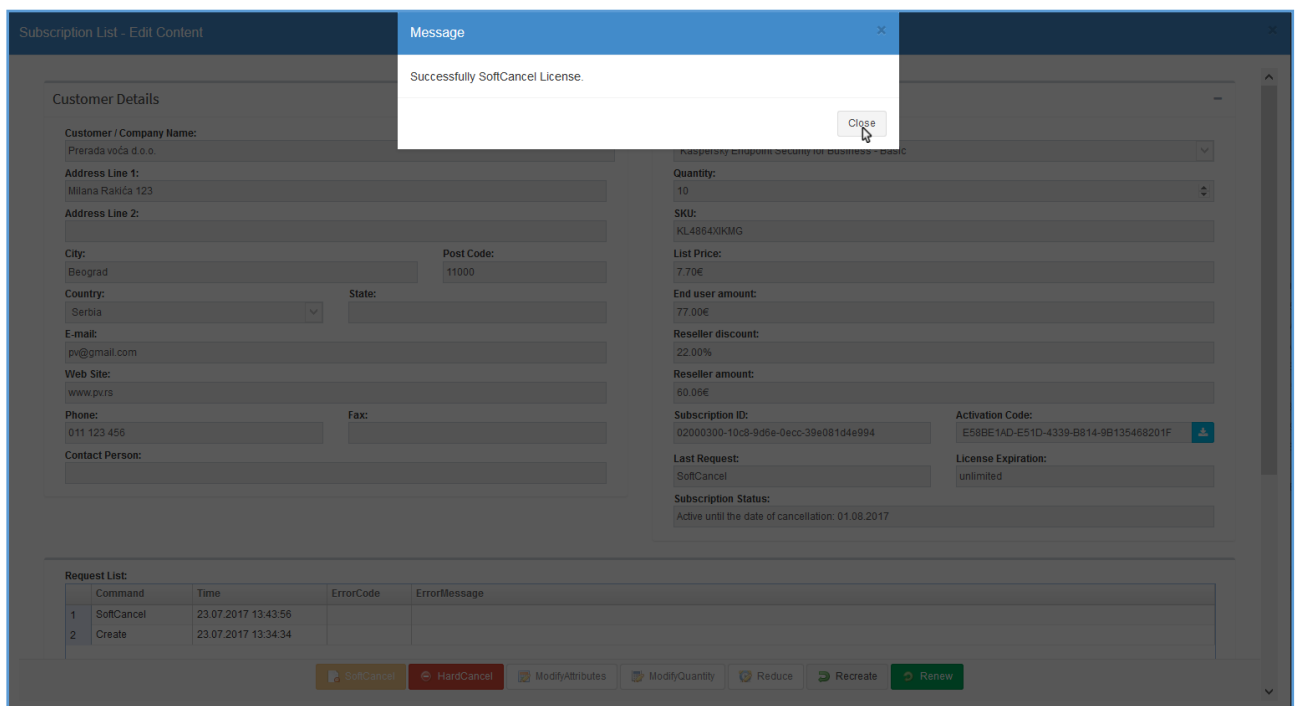 Subscription List - Edit Content
Message
Successfully SoftCancel License.
Close
Customer Details
Customer / Company Name:
Prerada voća d.o.o.
Address Line 1:
Milana Rakića 123
Address Line 2:
City:
Post Code:
Beograd
11000
Country:
State:
Serbia
E-mail:
pv@gmail.com
Web Site:
www.pv.rs
Phone:
Fax:
011 123 456
Contact Person:
Kaspersky Endpoint Security for Business - Basic
Quantity:
10
SKU:
KL4864XIKMG
List Price:
7.70€
End user amount:
77.00€
Reseller discount:
22.00%
Reseller amount:
60.06€
Subscription ID:
Activation Code:
02000300-10c8-9d6e-0ecc-39e081d4e994
E58BE1AD-E51D-4339-B814-9B135468201F
Last Request:
License Expiration:
SoftCancel
unlimited
Subscription Status:
Active until the date of cancellation: 01.08.2017
Request List:
Command Time ErrorCode ErrorMessage
1 SoftCancel 23.07.2017 13:43:56
2 Create 23.07.2017 13:34:34
SoftCancel HardCancel ModifyAttributes ModifyQuantity Reduce Recreate Renew